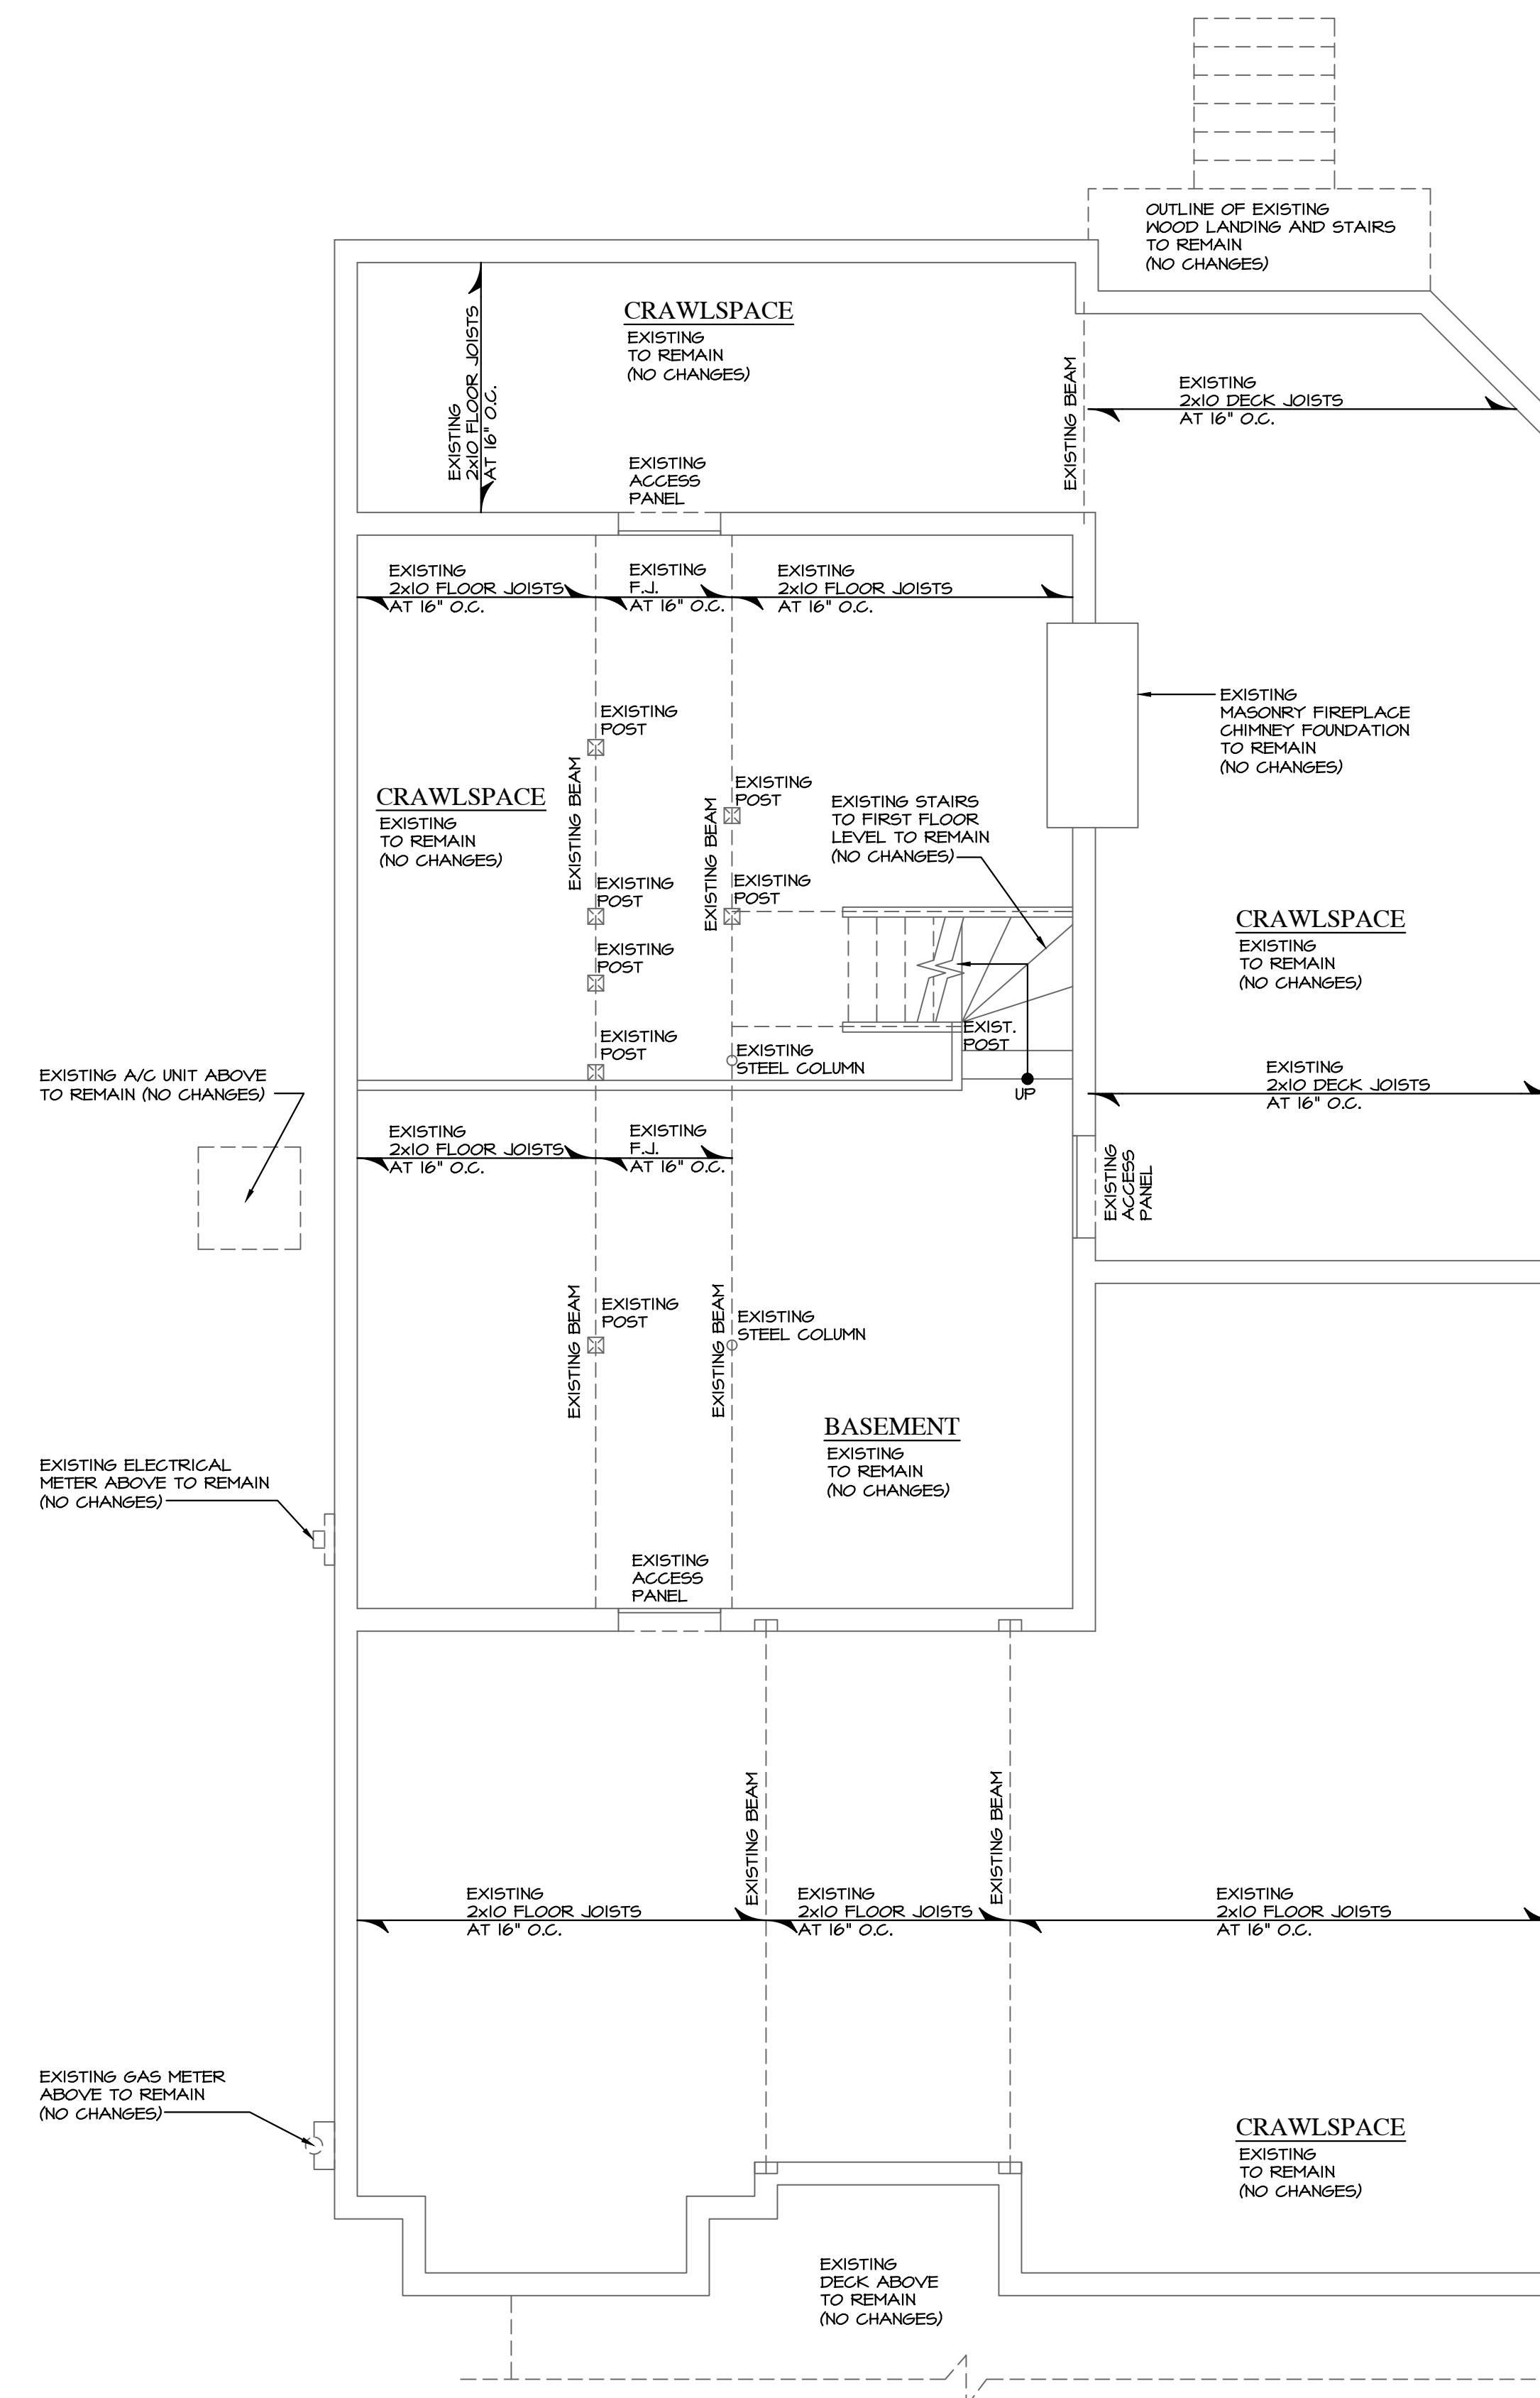 OUTLINE OF EXISTING
WOOD LANDING AND STAIRS
TO REMAIN
(NO CHANGES)
CRAWLSPACE
EXISTING
TO REMAIN
(NO CHANGES)
EXISTING
2x10 FLOOR JOISTS
AT 16" O.C.
EXISTING BEAM
EXISTING
2x10 DECK JOISTS
AT 16" O.C.
EXISTING
ACCESS
PANEL
EXISTING
2x10 FLOOR JOISTS
AT 16" O.C.
EXISTING
F.J.
AT 16" O.C.
EXISTING
2x10 FLOOR JOISTS
AT 16" O.C.
EXISTING
MASONRY FIREPLACE
CHIMNEY FOUNDATION
TO REMAIN
(NO CHANGES)
EXISTING
POST
EXISTING BEAM
CRAWLSPACE
EXISTING
TO REMAIN
(NO CHANGES)
EXISTING
POST
EXISTING BEAM
EXISTING STAIRS
TO FIRST FLOOR
LEVEL TO REMAIN
(NO CHANGES)
EXISTING
POST
EXISTING
POST
CRAWLSPACE
EXISTING
TO REMAIN
(NO CHANGES)
EXISTING
POST
EXIST.
POST
EXISTING
POST
EXISTING
STEEL COLUMN
UP
EXISTING A/C UNIT ABOVE
TO REMAIN (NO CHANGES)
EXISTING
2x10 DECK JOISTS
AT 16" O.C.
EXISTING
2x10 FLOOR JOISTS
AT 16" O.C.
EXISTING
F.J.
AT 16" O.C.
EXISTING
ACCESS
PANEL
EXISTING BEAM
EXISTING
POST
EXISTING BEAM
EXISTING
STEEL COLUMN
BASEMENT
EXISTING
TO REMAIN
(NO CHANGES)
EXISTING ELECTRICAL
METER ABOVE TO REMAIN
(NO CHANGES)
EXISTING
ACCESS
PANEL
EXISTING BEAM
EXISTING BEAM
EXISTING
2x10 FLOOR JOISTS
AT 16" O.C.
EXISTING
2x10 FLOOR JOISTS
AT 16" O.C.
EXISTING
2x10 FLOOR JOISTS
AT 16" O.C.
EXISTING GAS METER
ABOVE TO REMAIN
(NO CHANGES)
CRAWLSPACE
EXISTING
TO REMAIN
(NO CHANGES)
EXISTING
DECK ABOVE
TO REMAIN
(NO CHANGES)